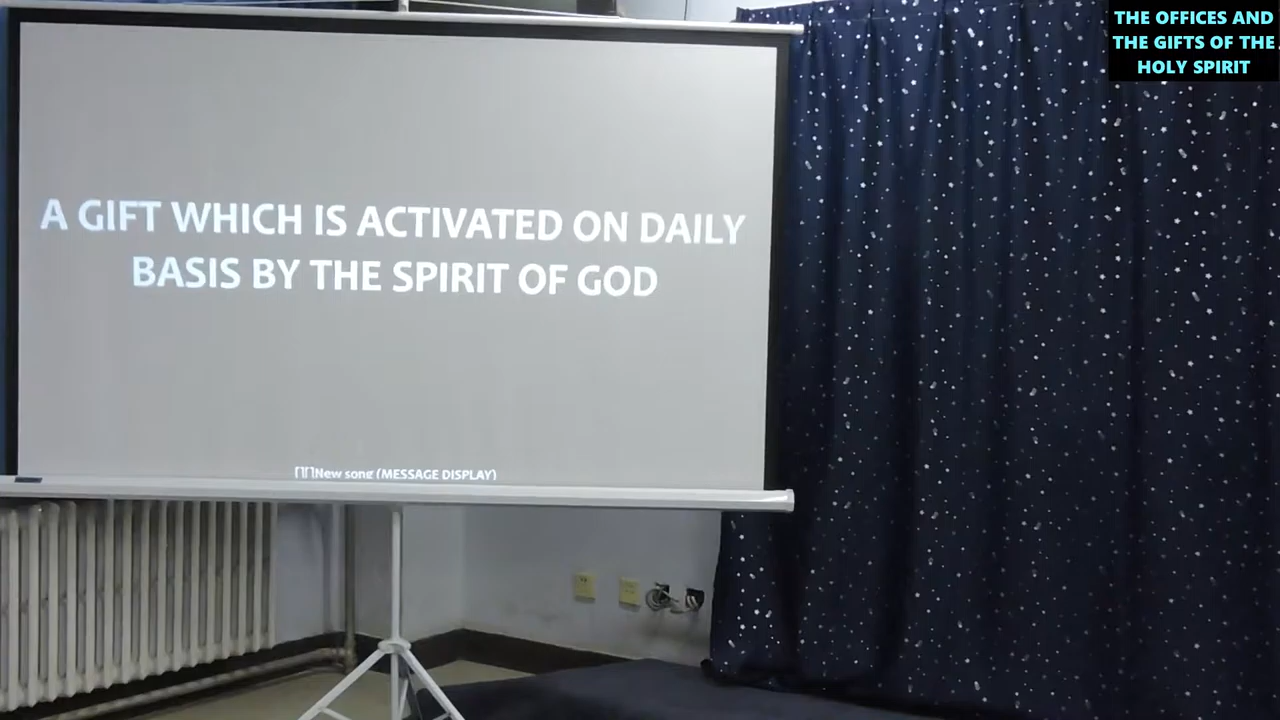 THE OFFICES AND
THE GIFTS OF THE
HOLY SPIRIT
A GIFT WHICH IS ACTIVATED ON DAILY
BASIS BY THE SPIRIT OF GOD
New song (MESSAGE DISPLAY)